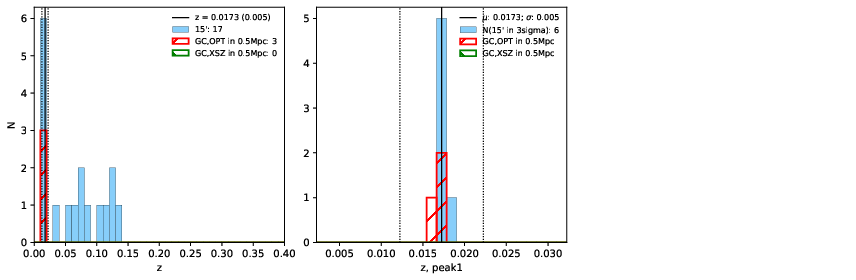 z = 0.0173 (0.005)
15': 17
GC,OPT in 0.5Mpc: 3
GC,XSZ in 0.5Mpc: 0
N
6
5
4
3
2
1
0
0.00 0.05 0.10 0.15 0.20 0.25 0.30 0.35 0.40
z
μ: 0.0173; σ: 0.005
N(15' in 3sigma): 6
GC,OPT in 0.5Mpc
GC,XSZ in 0.5Mpc
5
4
3
2
1
0
0.005 0.010 0.015 0.020 0.025 0.030
z, peak1